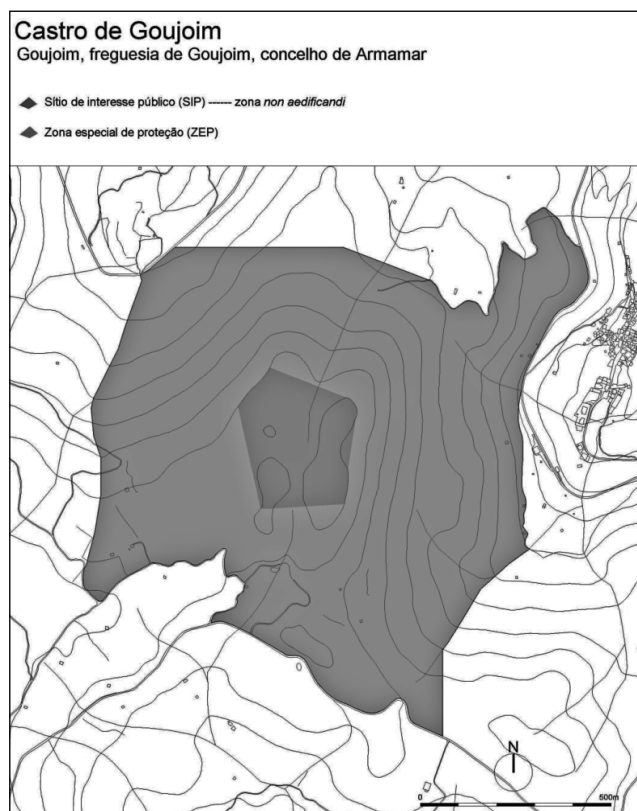 Castro de Goujoim
Goujoim, freguesia de Goujoim, concelho de Armamar
Sítio de interesse público (SIP) ------ zona non aedificandi
Zona especial de proteção (ZEP)
N
0 500m